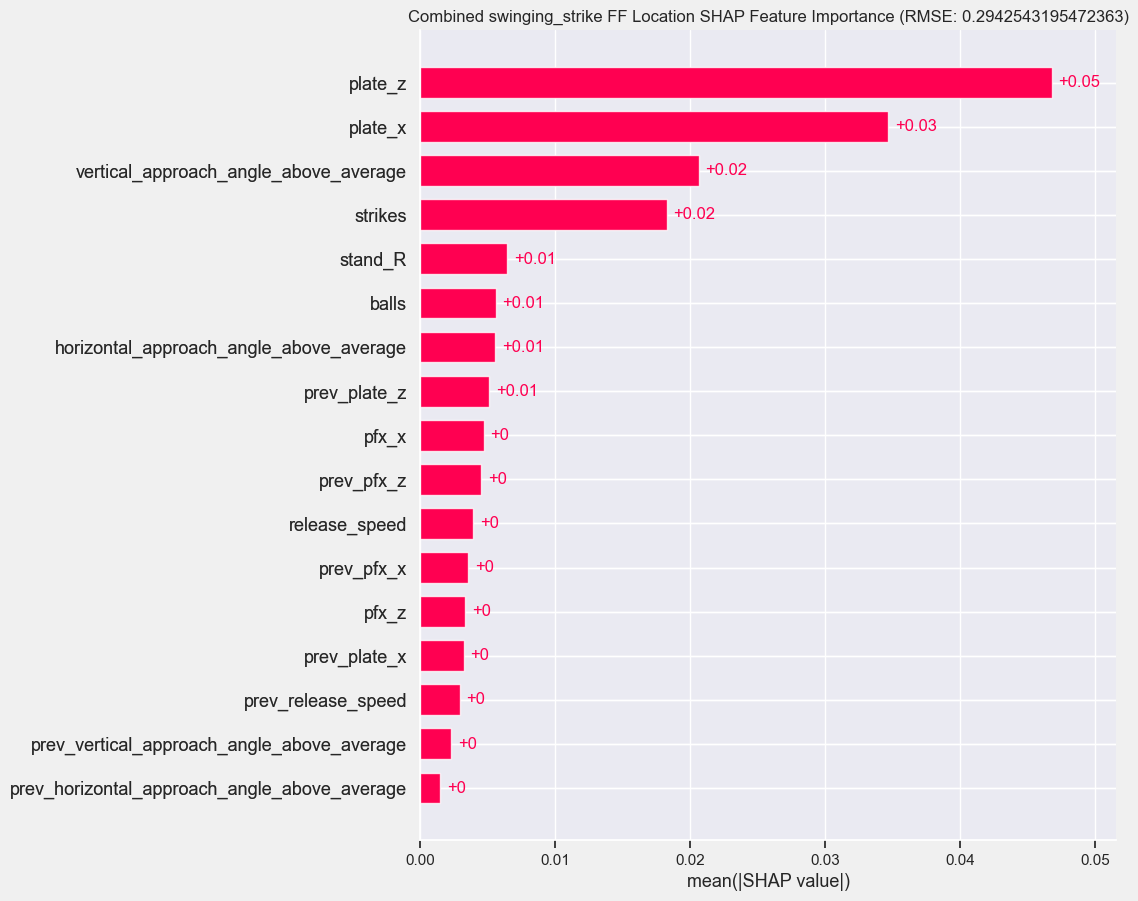 Combined swinging_strike FF Location SHAP Feature Importance (RMSE: 0.2942543195472363)
plate_z +0.05
plate_x +0.03
vertical_approach_angle_above_average +0.02
strikes +0.02
stand_R +0.01
balls +0.01
horizontal_approach_angle_above_average +0.01
prev_plate_z +0.01
pfx_x +0
prev_pfx_z +0
release_speed +0
prev_pfx_x +0
pfx_z +0
prev_plate_x +0
prev_release_speed +0
prev_vertical_approach_angle_above_average +0
prev_horizontal_approach_angle_above_average +0
0.00 0.01 0.02 0.03 0.04 0.05
mean(|SHAP value|)